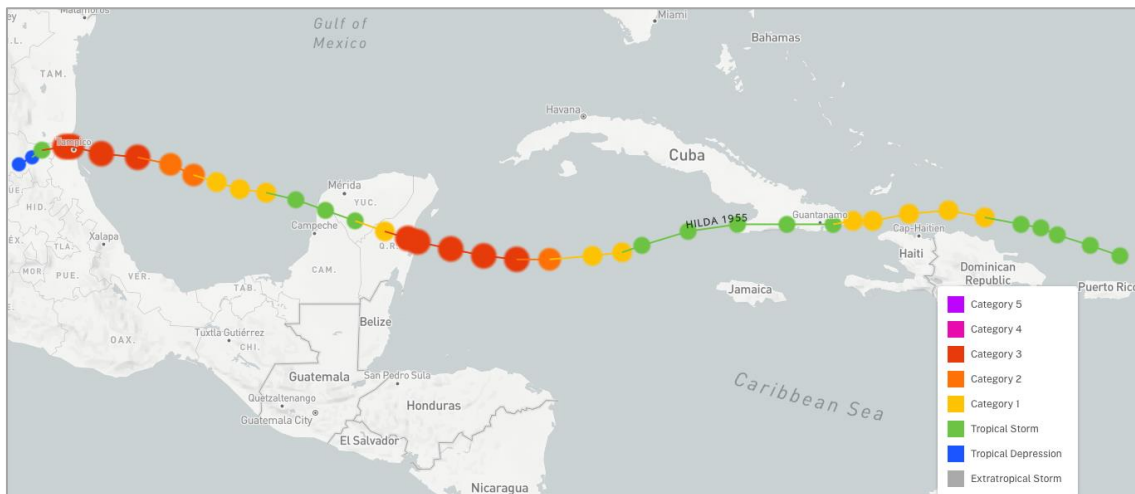 Matamoros
Gulf of
Mexico
Miami
Bahamas
TAM.
Havana
Cuba
Tampico
Mérida
YUC.
Campeche
Q.R.
HILDA 1955
Guantanamo
Cap-Haïtien
HID.
Xalapa
TLA.
MOR.
PUE.
VER.
TAB.
CAM.
Haiti
Dominican
Republic
Puerto Rico
Jamaica
Belize
OAX.
Tuxtla Gutiérrez
CHI.
Guatemala
San Pedro Sula
Honduras
Quetzaltenango
Guatemala City
El Salvador
Nicaragua
Caribbean Sea
Category 5
Category 4
Category 3
Category 2
Category 1
Tropical Storm
Tropical Depression
Extratropical Storm